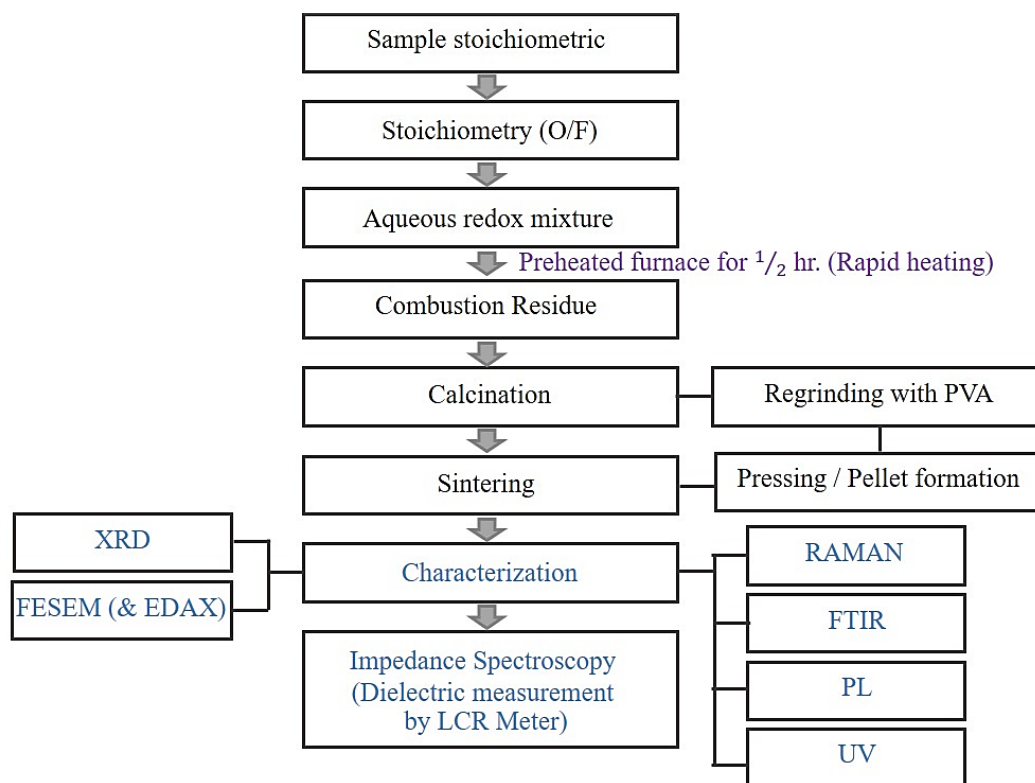 Sample stoichiometric
Stoichiometry (O/F)
Aqueous redox mixture
Preheated furnace for 1/2 hr. (Rapid heating)
Combustion Residue
Calcination
Regrinding with PVA
Sintering
Pressing / Pellet formation
XRD
FESEM (& EDAX)
Characterization
RAMAN
FTIR
PL
UV
Impedance Spectroscopy
(Dielectric measurement
by LCR Meter)